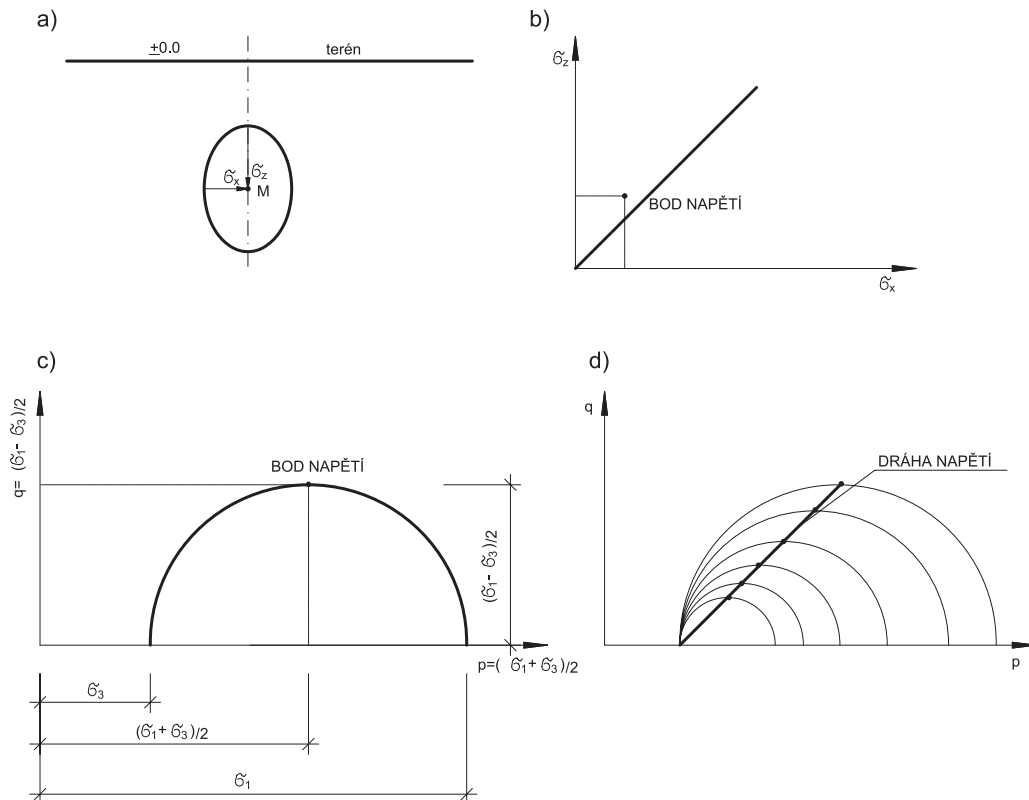 a)
±0.0 terén
σx σz
M
b)
σz
BOD NAPĚTÍ
σx
c)
q= (σ1- σ3)/2
BOD NAPĚTÍ
(σ1- σ3)/2
p=( σ1+ σ3)/2
σ3
(σ1+ σ3)/2
σ1
d)
q
DRÁHA NAPĚTÍ
p